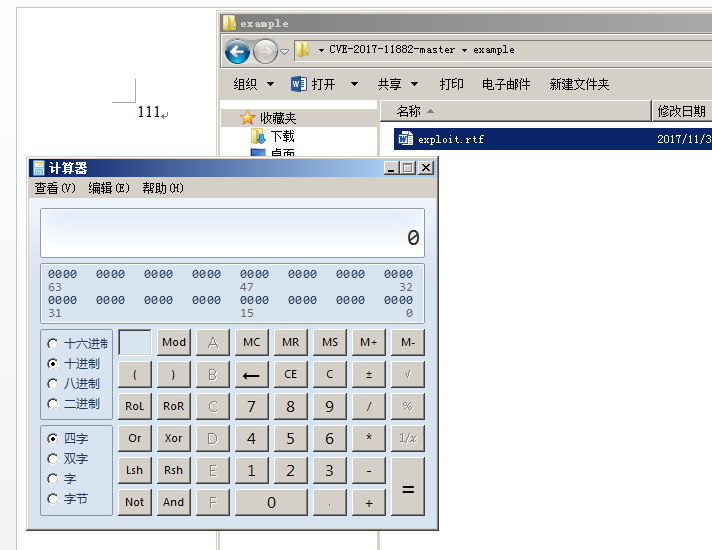 example
CVE-2017-11882-master example
组织 打开 共享 打印 电子邮件 新建文件夹
名称 修改日期
收藏夹
下载
桌面
exploit.rtf 2017/11/3
111
计算器
查看(V) 编辑(E) 帮助(H)
0
0000 0000 0000 0000 0000 0000 0000 0000
63 47 32
0000 0000 0000 0000 0000 0000 0000 0000
31 15 0
十六进制 Mod A MC MR MS M+ M-
十进制 ( ) B ← CE C ± √
八进制 RoL RoR C 7 8 9 / %
二进制
四字 Or Xor D 4 5 6 * 1/x
双字
字 Lsh Rsh E 1 2 3 - =
字节 Not And F 0 . +